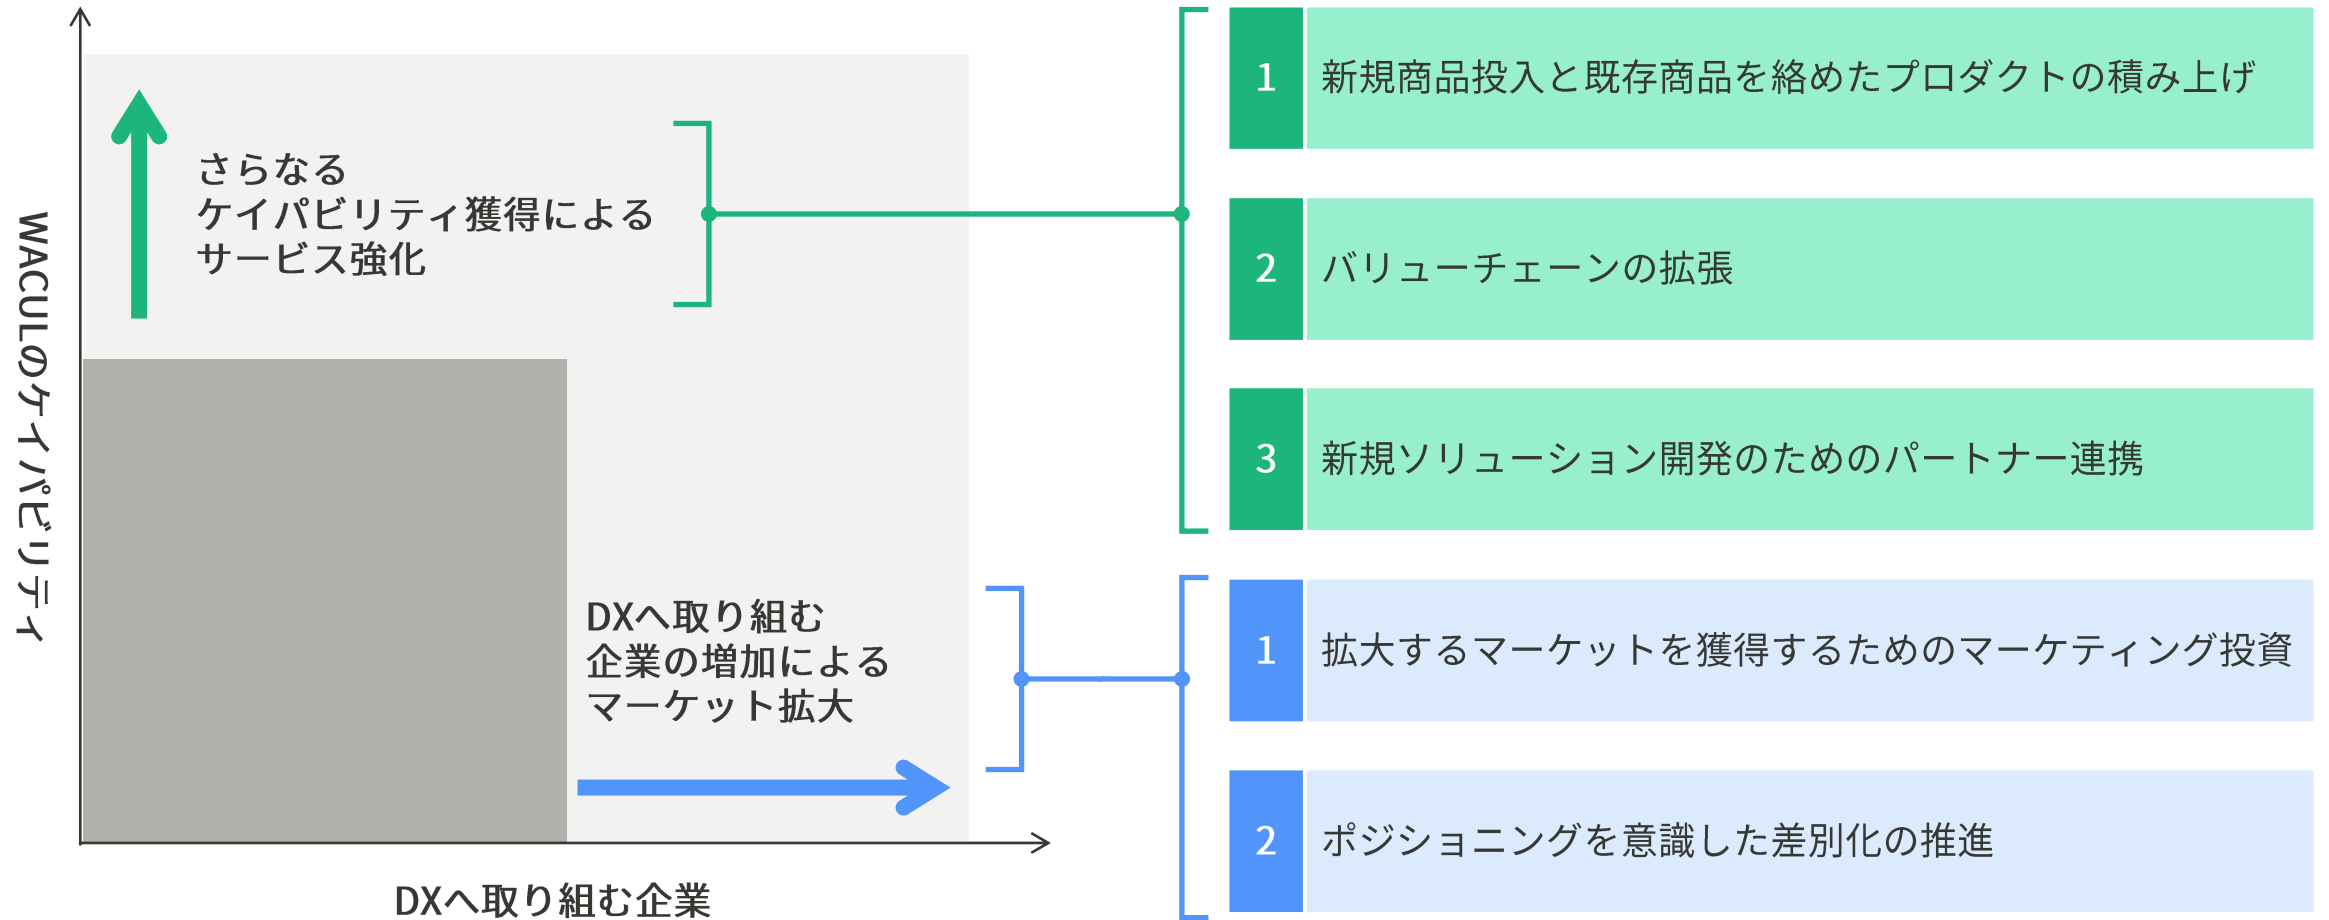 WACULのケイパビリティ
さらなる
ケイパビリティ獲得による
サービス強化
DXへ取り組む
企業の増加による
マーケット拡大
DXへ取り組む企業
1 新規商品投入と既存商品を絡めたプロダクトの積み上げ
2 バリューチェーンの拡張
3 新規ソリューション開発のためのパートナー連携
1 拡大するマーケットを獲得するためのマーケティング投資
2 ポジショニングを意識した差別化の推進